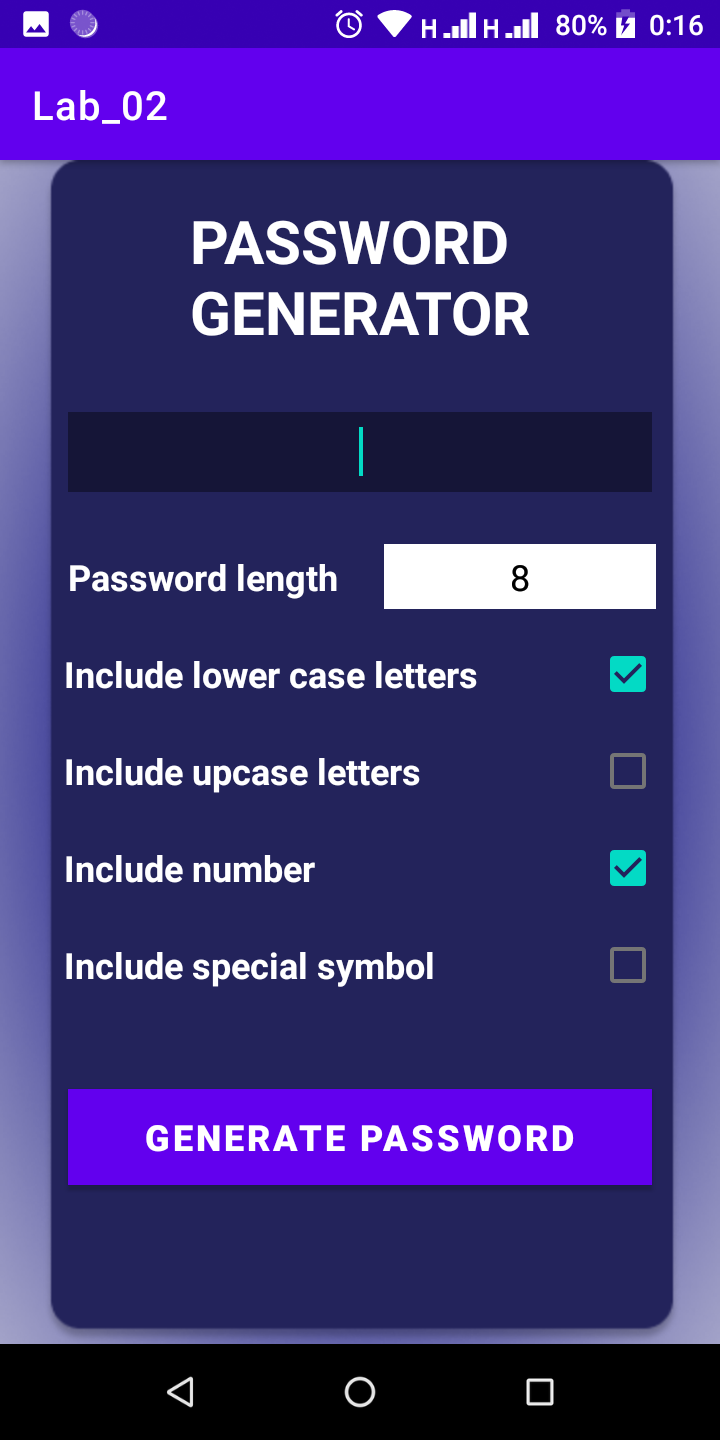 H H 80% 0:16
Lab_02
PASSWORD
GENERATOR
Password length 8
Include lower case letters
Include upcase letters
Include number
Include special symbol
GENERATE PASSWORD